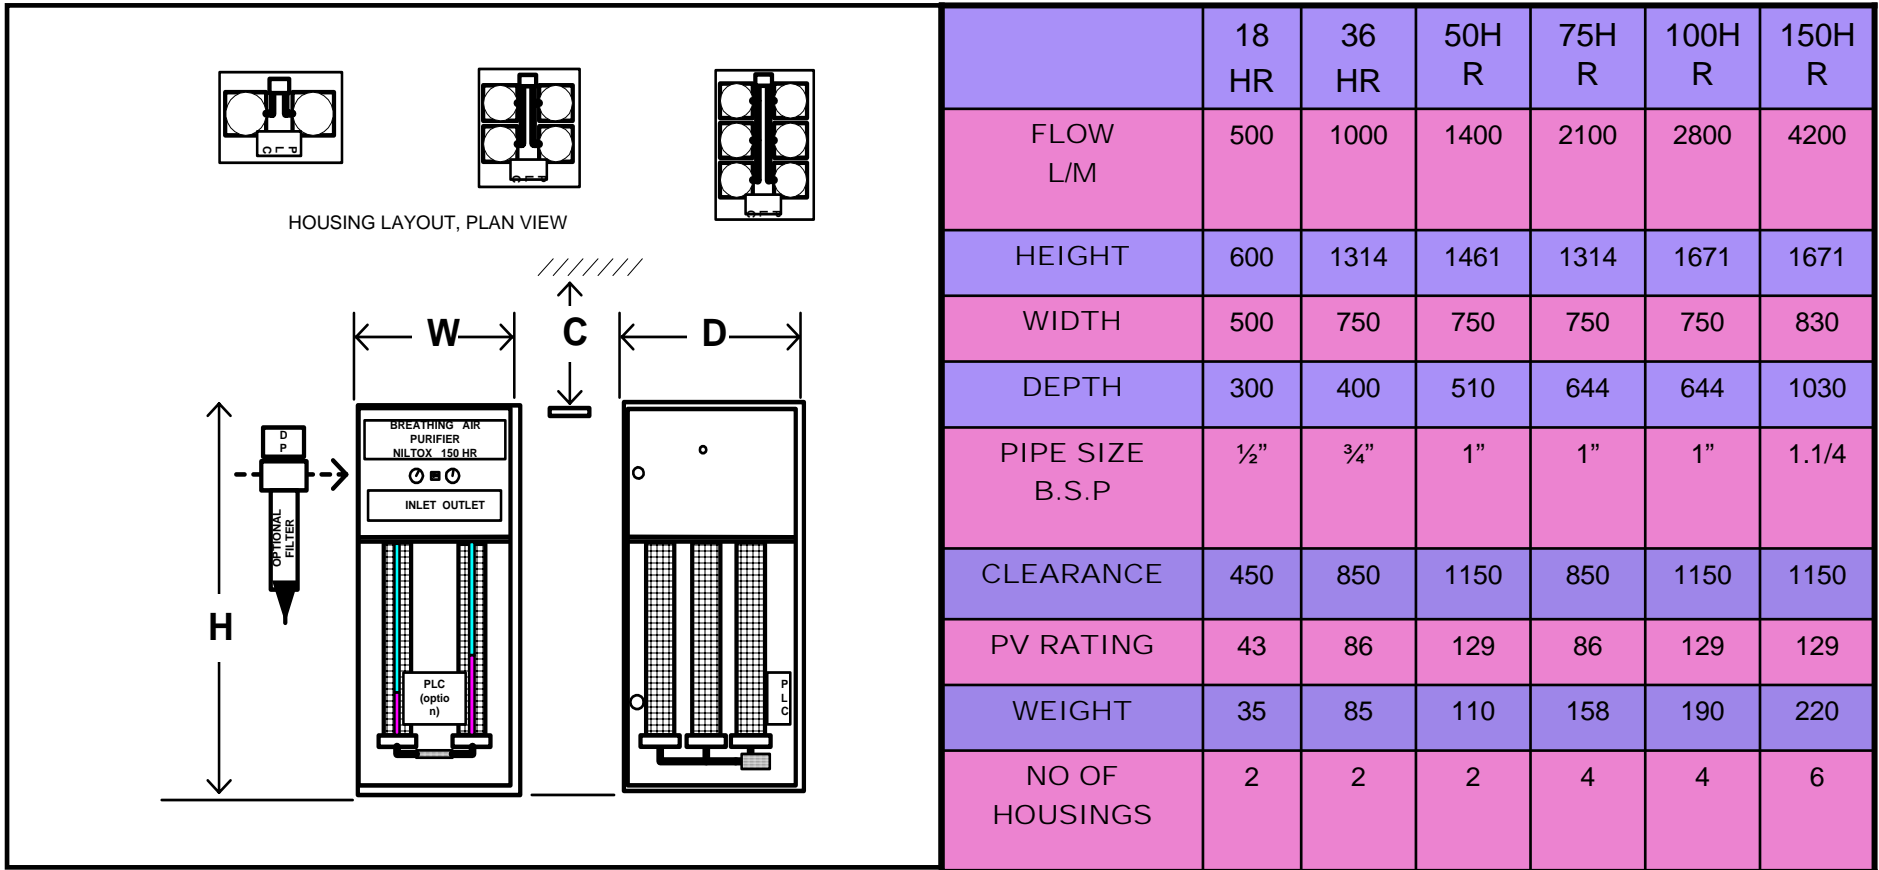 P L C
HOUSING LAYOUT, PLAN VIEW
W
C
D
H
D
P
OPTIONAL
FILTER
BREATHING AIR
PURIFIER
NILTOX 150 HR
INLET OUTLET
PLC
(optio
n)
P
L
C
18 36 50H 75H 100H 150H
HR HR R R R R
FLOW 500 1000 1400 2100 2800 4200
L/M
HEIGHT 600 1314 1461 1314 1671 1671
WIDTH 500 750 750 750 750 830
DEPTH 300 400 510 644 644 1030
PIPE SIZE ½” ¾” 1” 1” 1” 1.1/4
B.S.P
CLEARANCE 450 850 1150 850 1150 1150
PV RATING 43 86 129 86 129 129
WEIGHT 35 85 110 158 190 220
NO OF 2 2 2 4 4 6
HOUSINGS